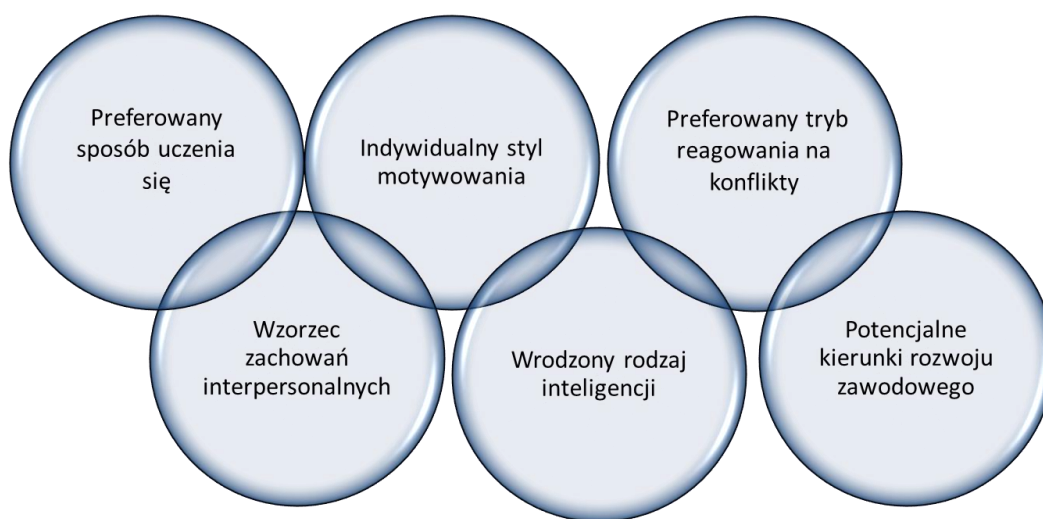 Preferowany
sposób uczenia
się
Indywidualny styl
motywowania
Preferowany tryb
reagowania na
konflikty
Wzorzec
zachowań
interpersonalnych
Wrodzony rodzaj
inteligencji
Potencjalne
kierunki rozwoju
zawodowego